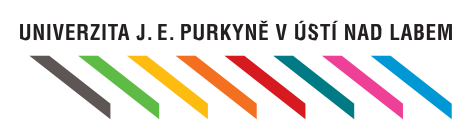 UNIVERZITA J. E. PURKYNĚ V ÚSTÍ NAD LABEM